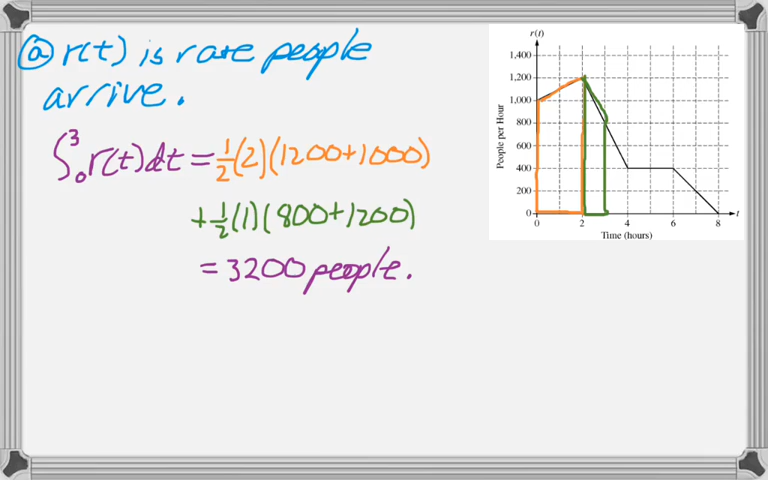 ⓐ r(t) is rate people
arrive.
∫₀³ r(t)dt = ½(2)(1200+1000)
+½(1)(800+1200)
= 3200 people.
r(t)
1,400
1,200
1,000
800
600
400
200
0
People per Hour
0 2 4 6 8 t
Time (hours)